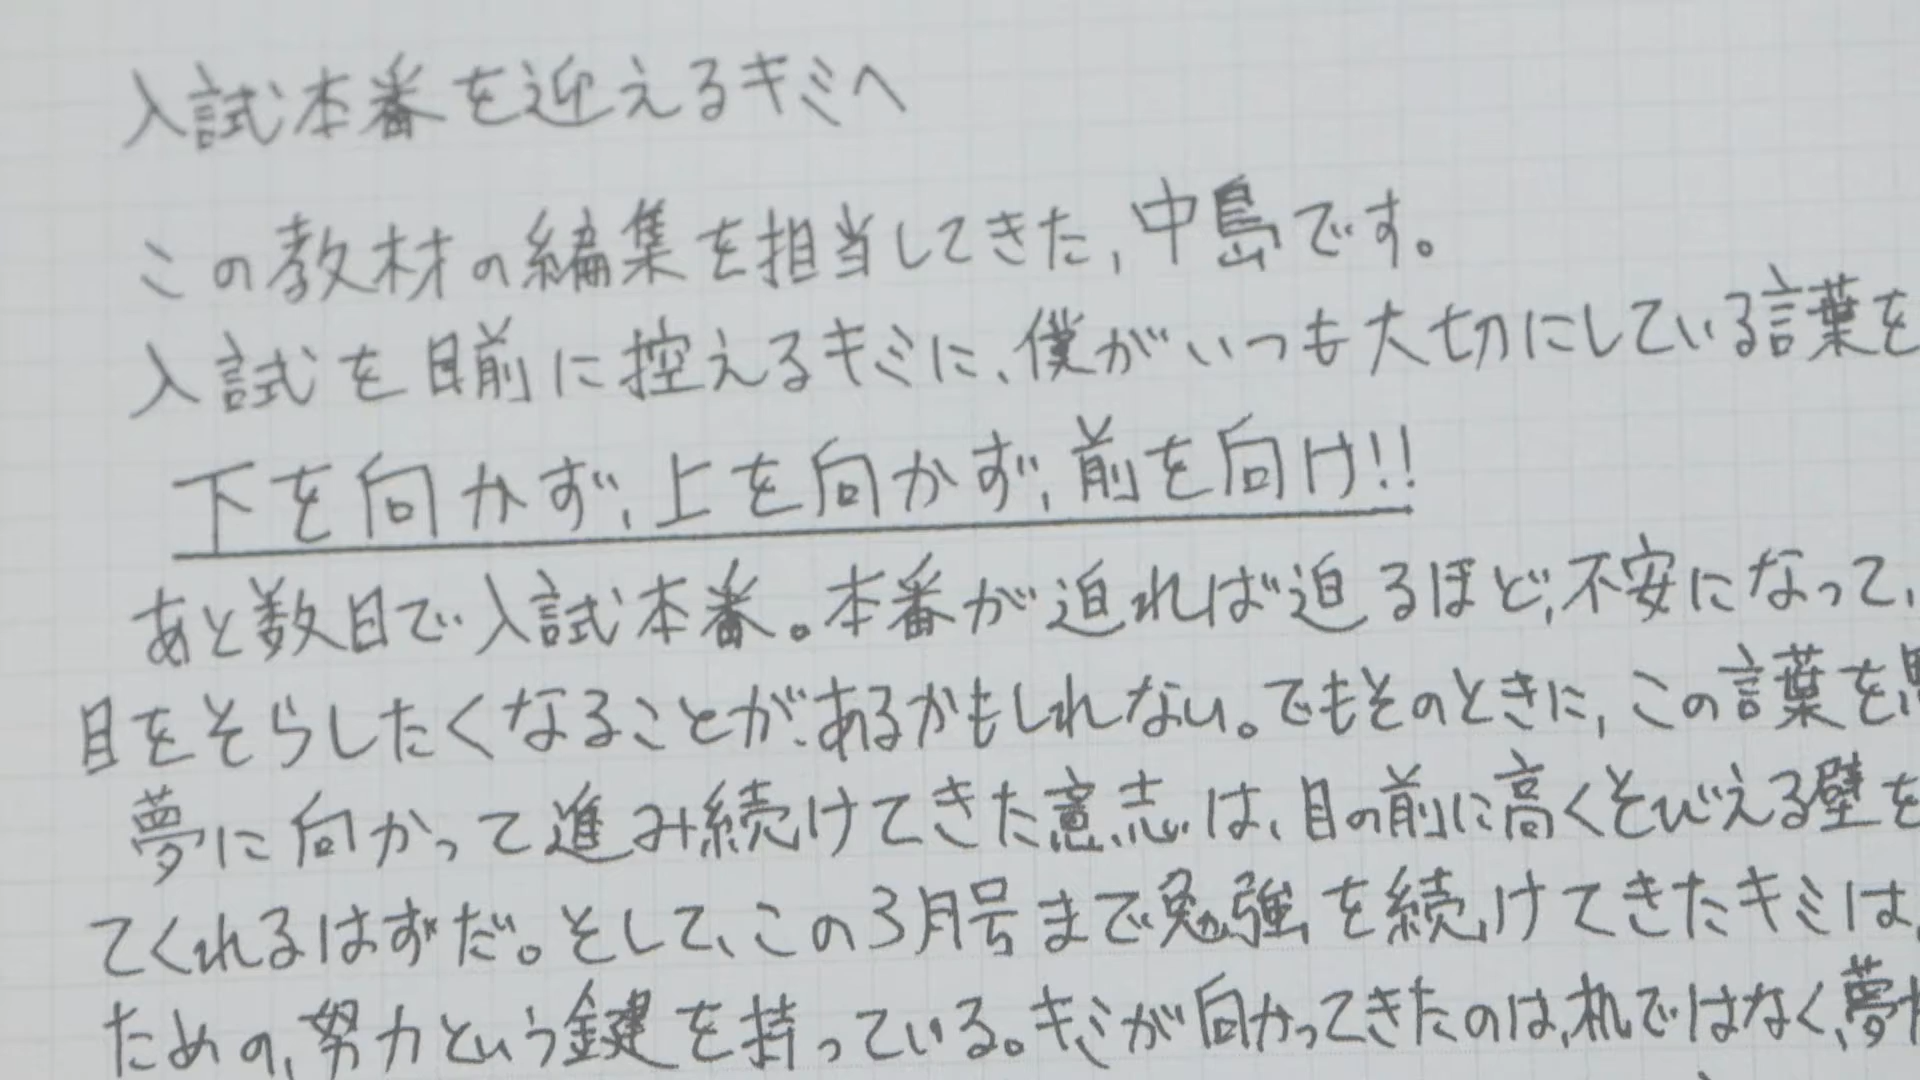 入試本番を迎えるキミへ
この教材の編集を担当してきた,中島です。
入試を目前に控えるキミに、僕がいつも大切にしている言葉を
下を向かず,上を向かず,前を向け!!
あと数日で入試本番。本番が迫れば迫るほど,不安になって,
目をそらしたくなることがあるかもしれない。でもそのときに,この言葉を
夢に向かって進み続けてきた意志は、目の前に高くそびえる壁を
てくれるはずだ。そして、この3月号まで勉強を続けてきたキミは,
ための,努力という鍵を持っている。キミが向かってきたのは,机ではなく,夢